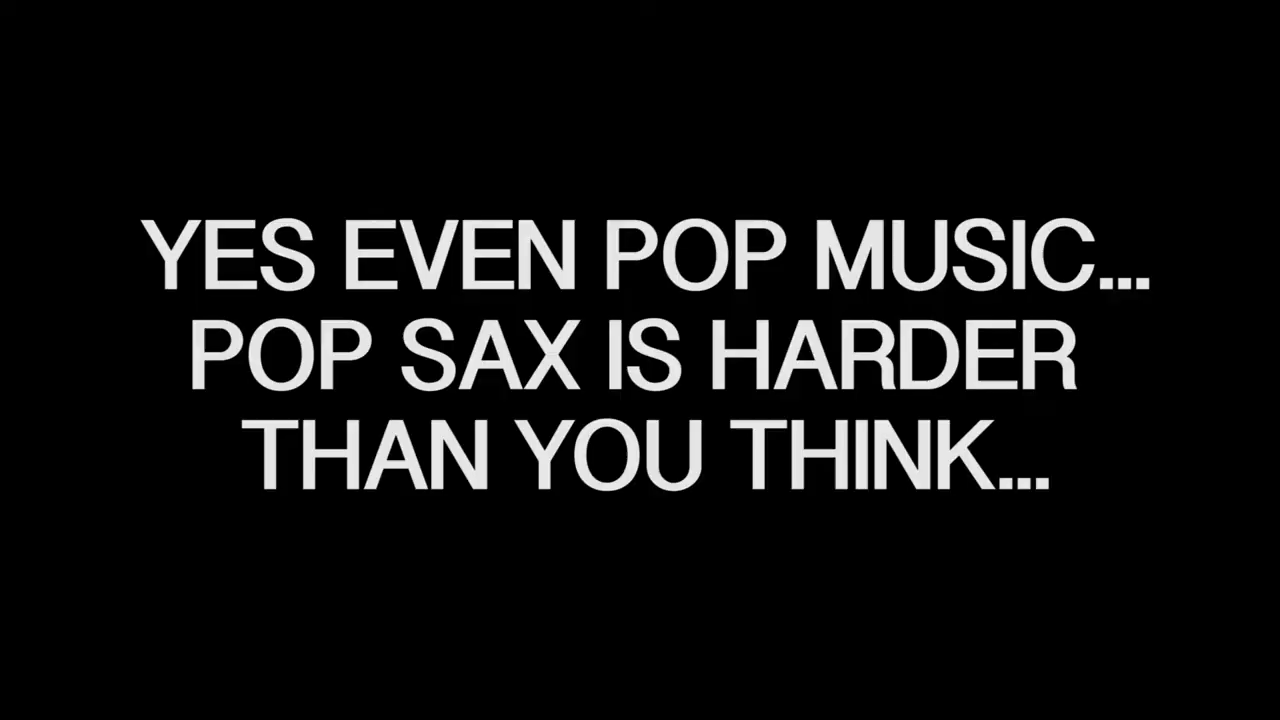 YES EVEN POP MUSIC...
POP SAX IS HARDER
THAN YOU THINK...